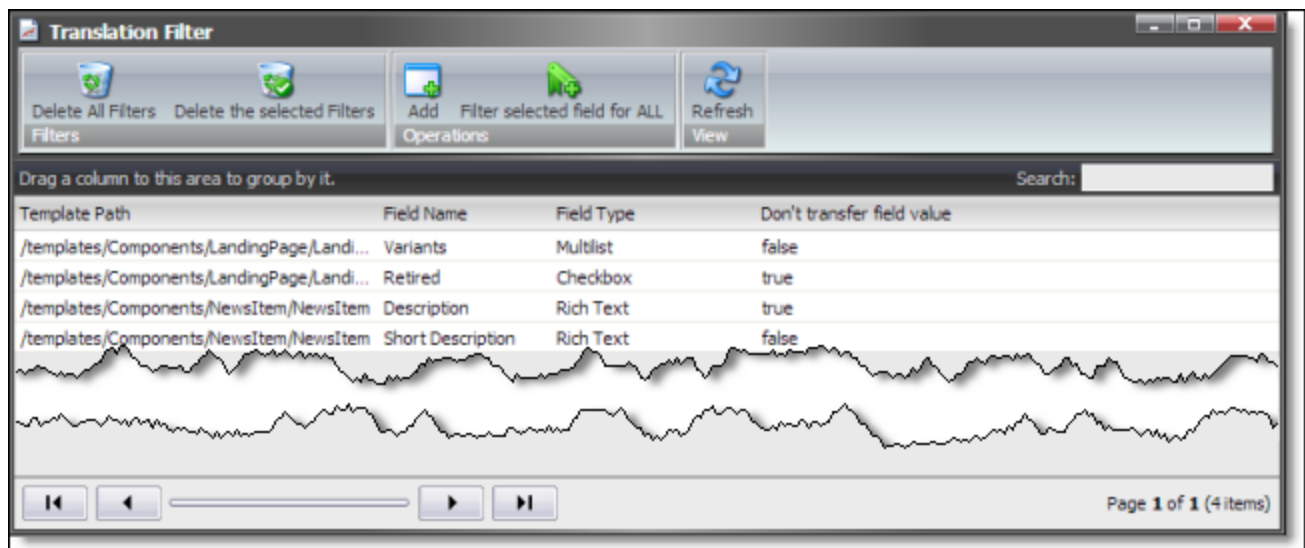 Translation Filter
Delete All Filters Delete the selected Filters Add Filter selected field for ALL Refresh
Filters Operations View
Drag a column to this area to group by it. Search:
Template Path Field Name Field Type Don't transfer field value
/templates/Components/LandingPage/Landi... Variants Multilist false
/templates/Components/LandingPage/Landi... Retired Checkbox true
/templates/Components/NewsItem/NewsItem Description Rich Text true
/templates/Components/NewsItem/NewsItem Short Description Rich Text false
Page 1 of 1 (4 items)